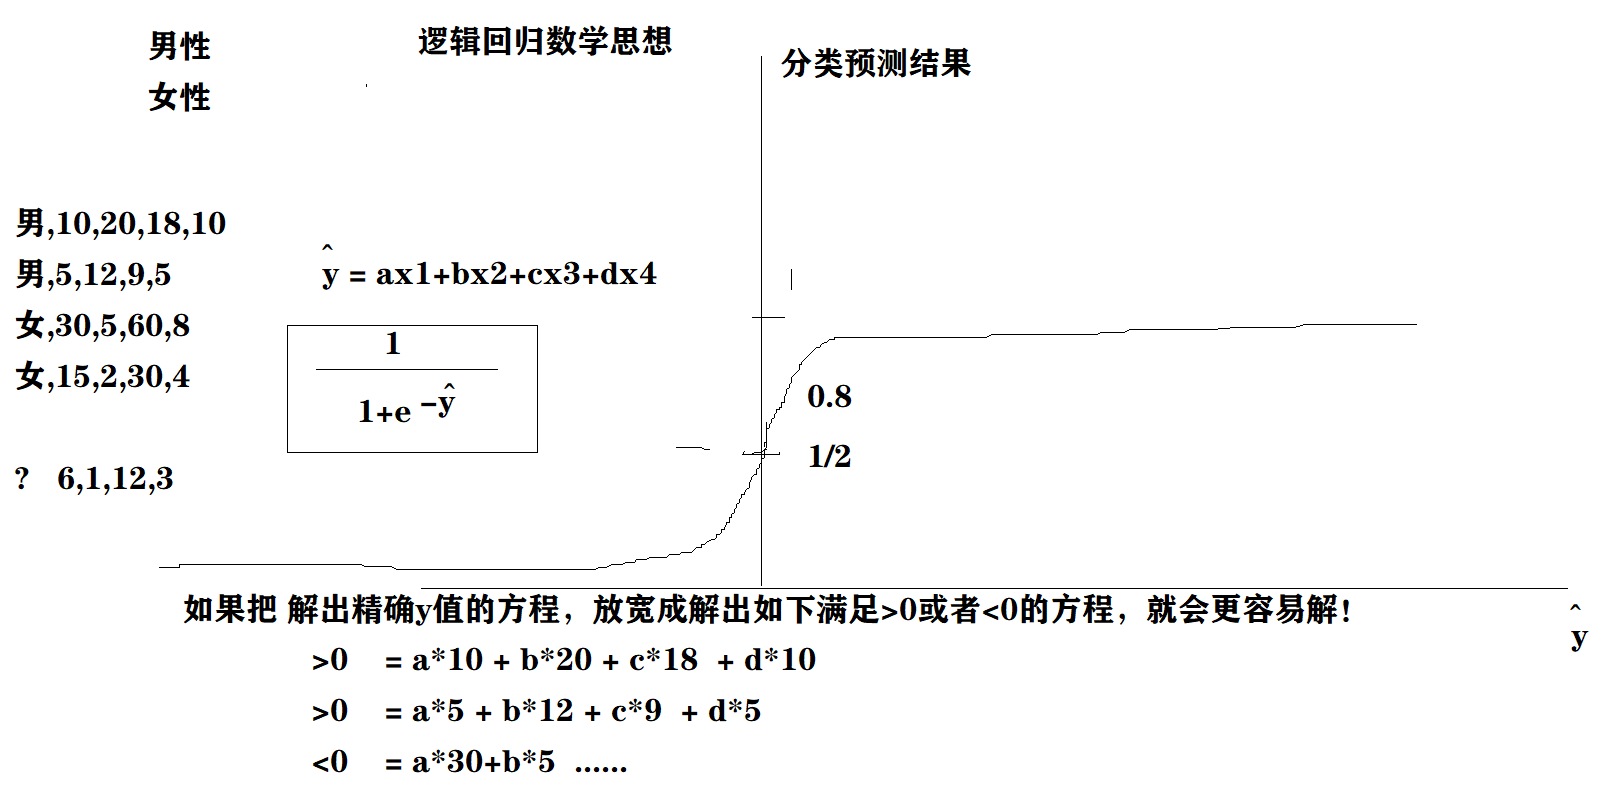 逻辑回归数学思想
男性
女性
分类预测结果
男,10,20,18,10
男,5,12,9,5
女,30,5,60,8
女,15,2,30,4
? 6,1,12,3
ŷ = ax1+bx2+cx3+dx4
1
1+e -ŷ
0.8
1/2
ŷ
如果把 解出精确y值的方程，放宽成解出如下满足>0或者<0的方程，就会更容易解！
>0 = a*10 + b*20 + c*18 + d*10
>0 = a*5 + b*12 + c*9 + d*5
<0 = a*30+b*5 ……